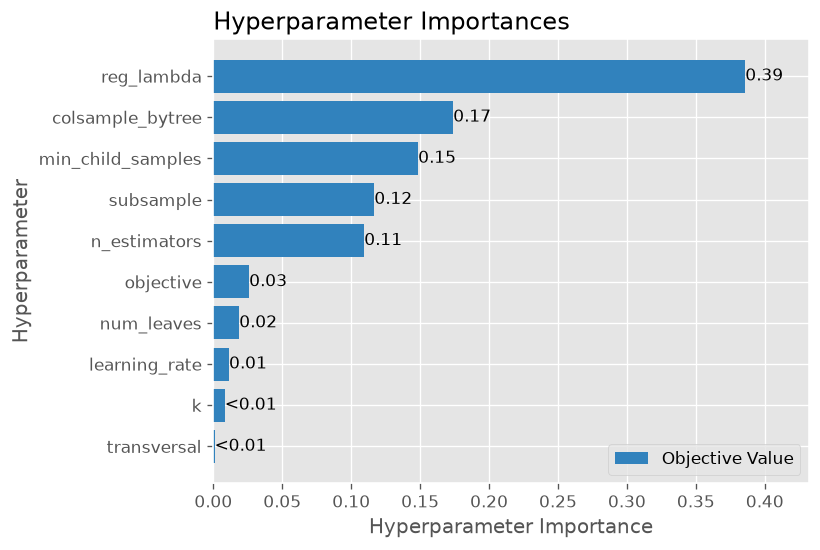 Hyperparameter Importances
Hyperparameter
reg_lambda 0.39
colsample_bytree 0.17
min_child_samples 0.15
subsample 0.12
n_estimators 0.11
objective 0.03
num_leaves 0.02
learning_rate 0.01
k <0.01
transversal <0.01
Objective Value
0.00 0.05 0.10 0.15 0.20 0.25 0.30 0.35 0.40
Hyperparameter Importance